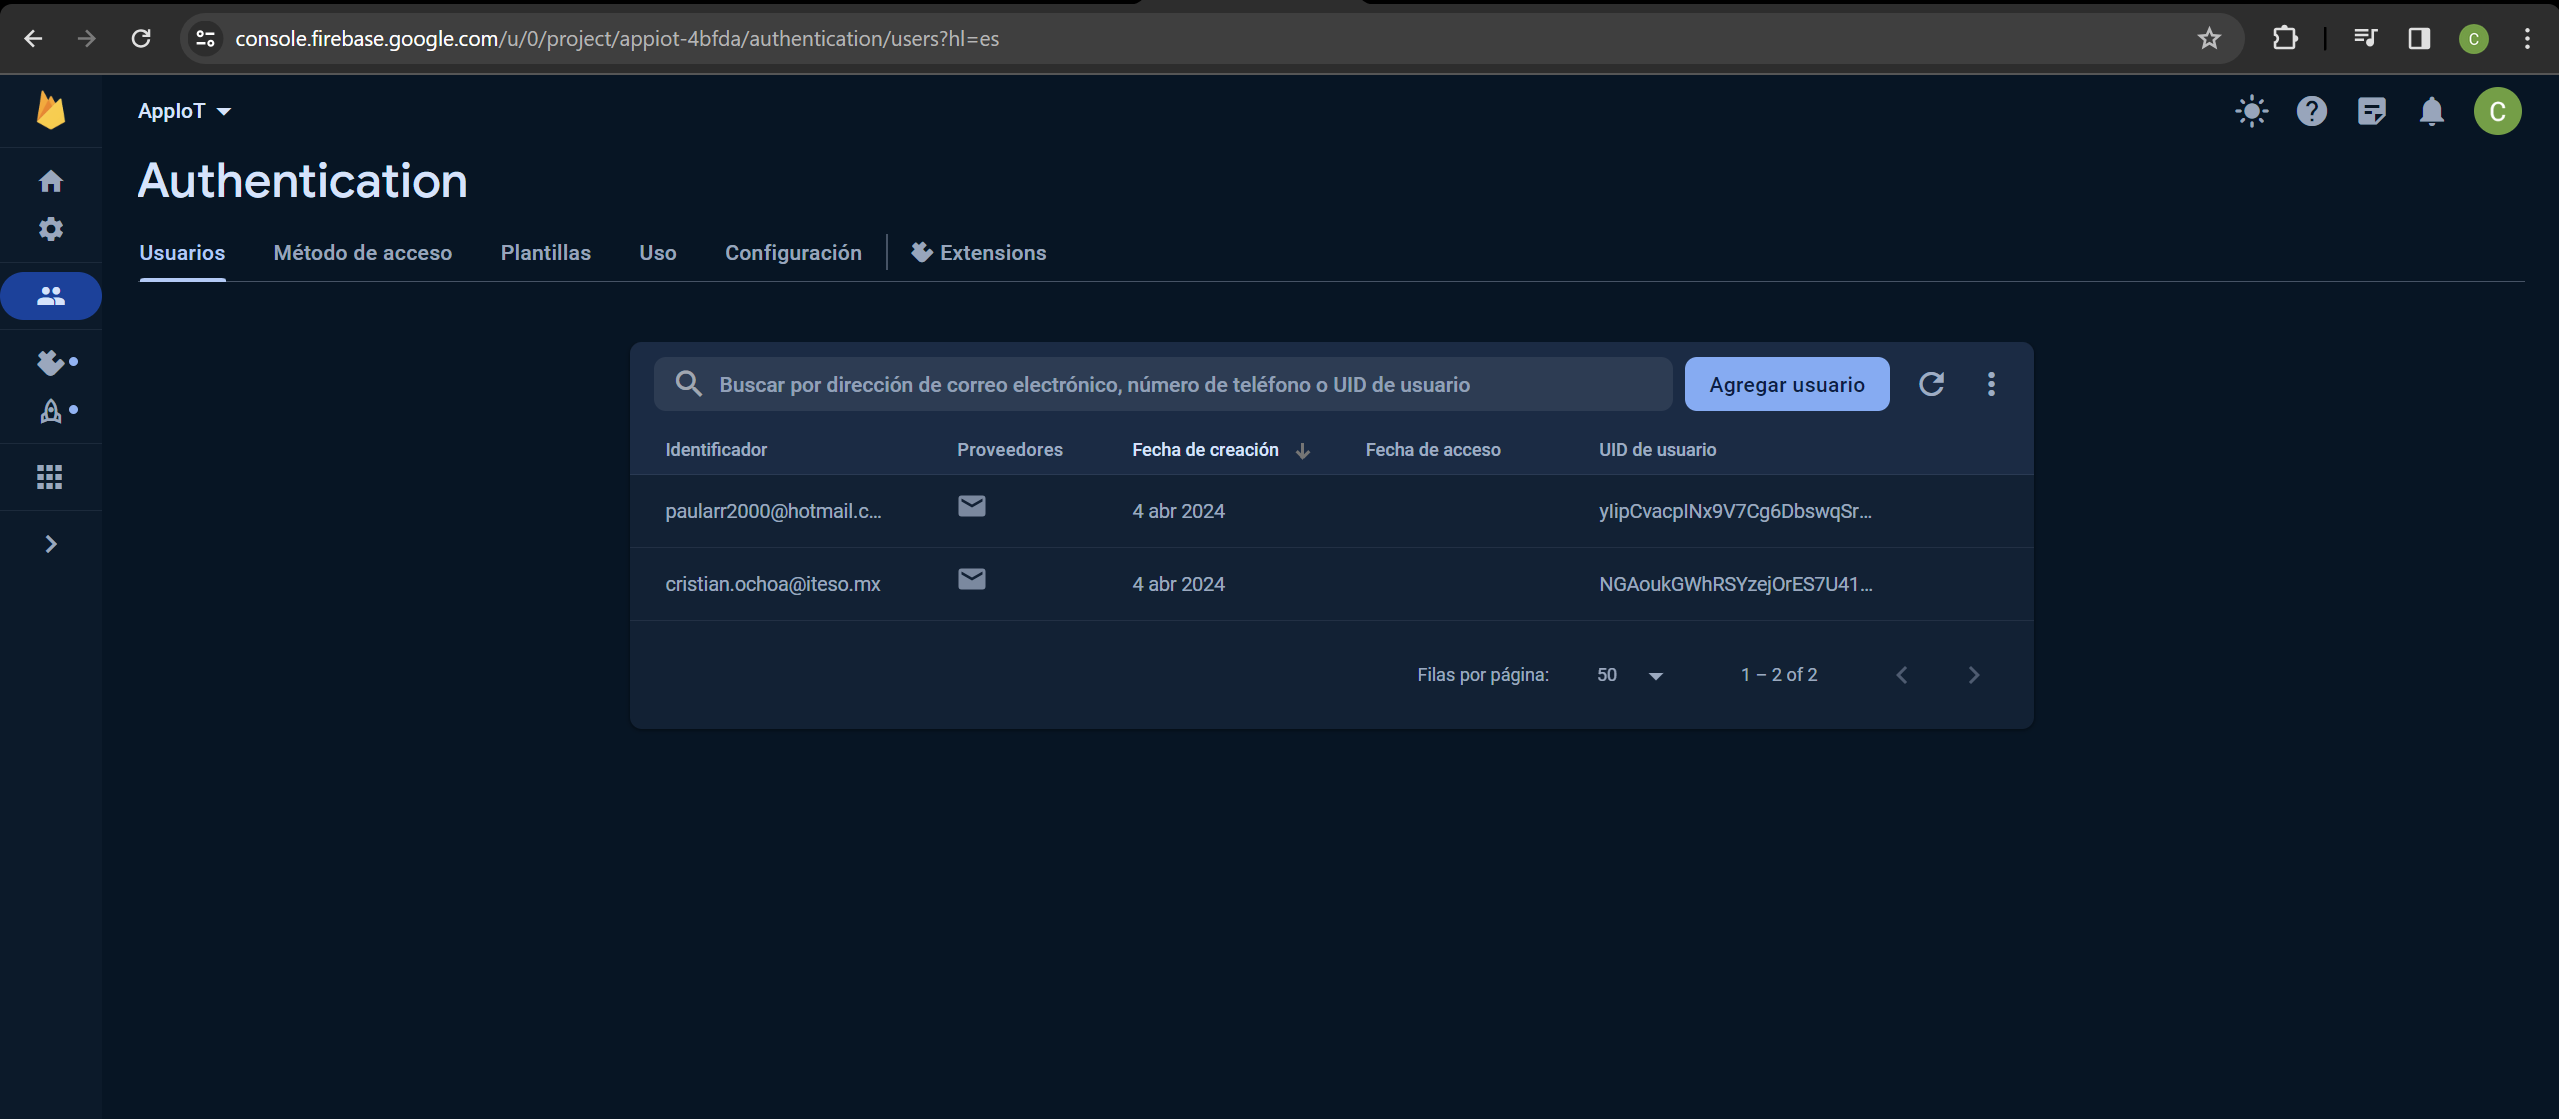 console.firebase.google.com/u/0/project/appiot-4bfda/authentication/users?hl=es
C
AppIoT
C
Authentication
Usuarios
Método de acceso
Plantillas
Uso
Configuración
Extensions
Buscar por dirección de correo electrónico, número de teléfono o UID de usuario
Agregar usuario
Identificador
Proveedores
Fecha de creación
Fecha de acceso
UID de usuario
paularr2000@hotmail.c...
4 abr 2024
yIipCvacpINx9V7Cg6DbswqSr...
cristian.ochoa@iteso.mx
4 abr 2024
NGAoukGWhRSYzejOrES7U41...
Filas por página:
50
1 – 2 of 2